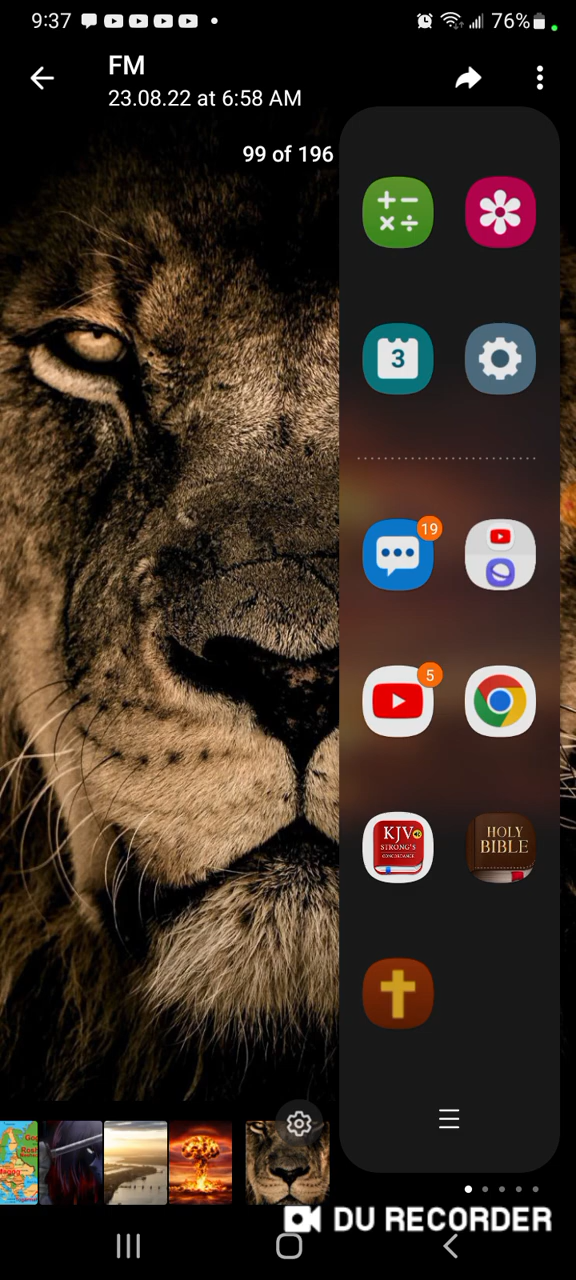 9:37
76%
FM
23.08.22 at 6:58 AM
99 of 196
3
19
5
KJV
STRONG'S
CONCORDANCE
HOLY
BIBLE
Magog
DU RECORDER